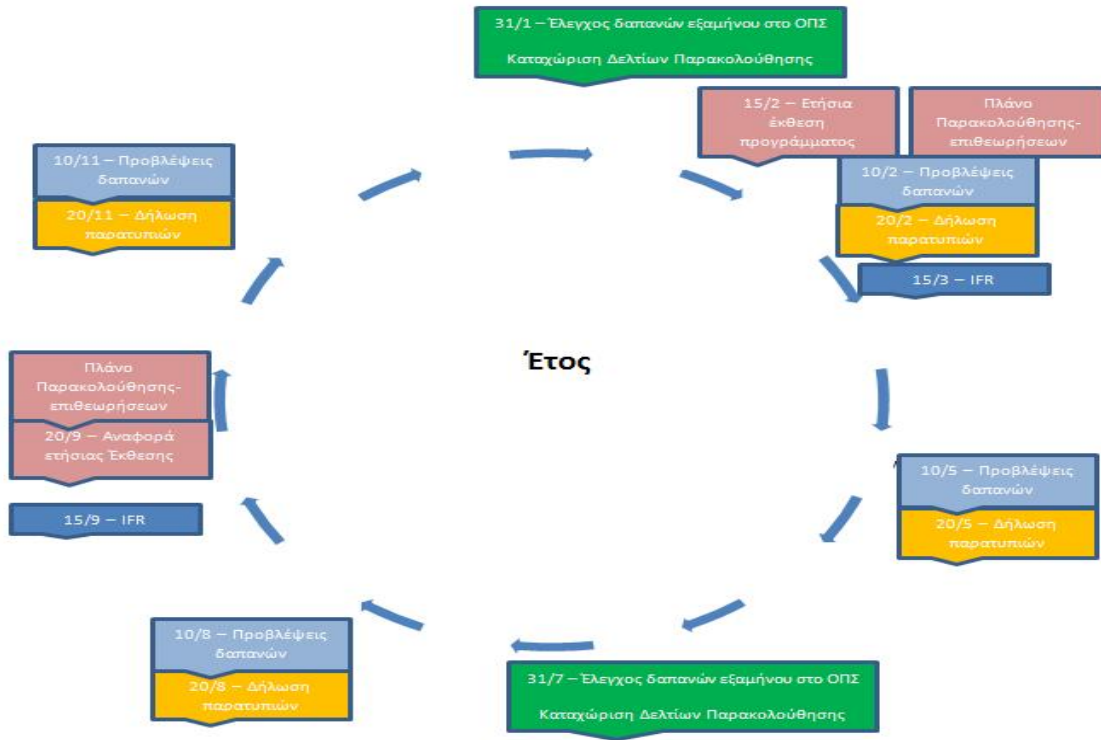 31/1 – Έλεγχος δαπανών εξαμήνου στο ΟΠΣ
Καταχώριση Δελτίων Παρακολούθησης
15/2 – Ετήσια
έκθεση
προγράμματος
Πλάνο
Παρακολούθησης-
επιθεωρήσεων
10/2 – Προβλέψεις
δαπανών
20/2 – Δήλωση
παρατυπιών
15/3 – IFR
10/5 – Προβλέψεις
δαπανών
20/5 – Δήλωση
παρατυπιών
31/7 – Έλεγχος δαπανών εξαμήνου στο ΟΠΣ
Καταχώριση Δελτίων Παρακολούθησης
10/8 – Προβλέψεις
δαπανών
20/8 – Δήλωση
παρατυπιών
15/9 – IFR
Πλάνο
Παρακολούθησης-
επιθεωρήσεων
20/9 – Αναφορά
ετήσιας Έκθεσης
10/11 – Προβλέψεις
δαπανών
20/11 – Δήλωση
παρατυπιών
Έτος